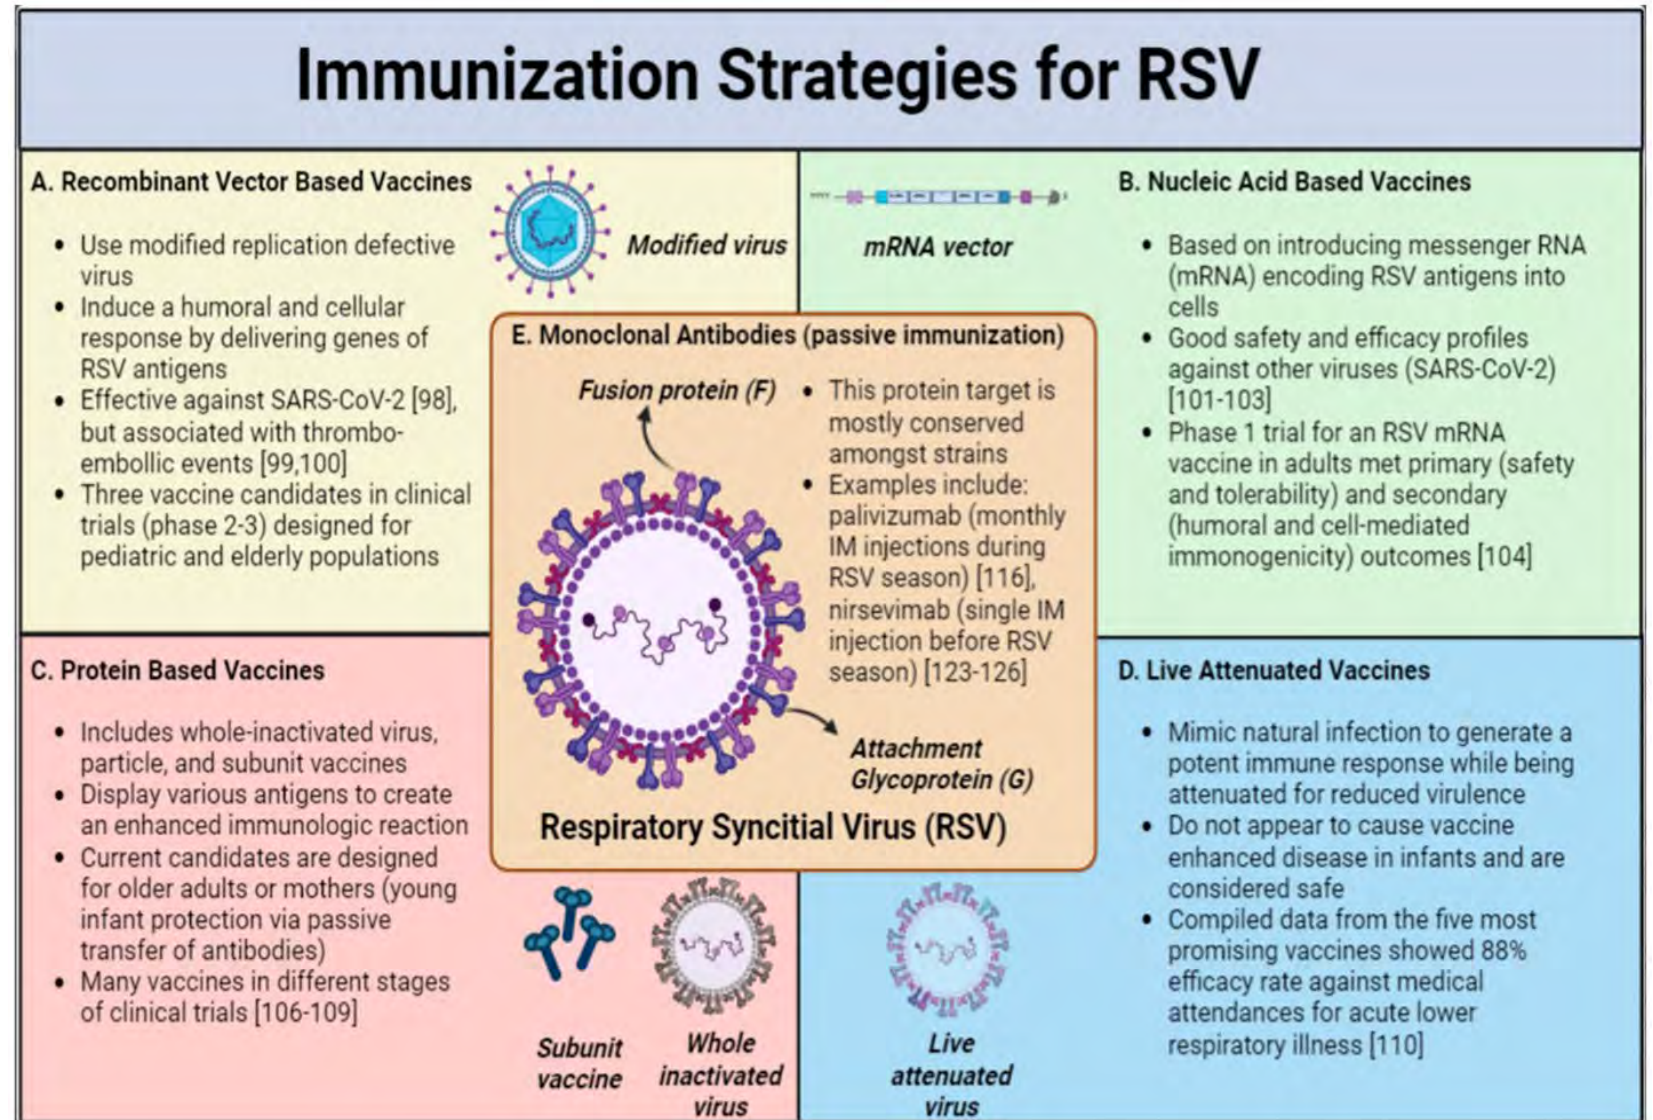 Immunization Strategies for RSV
A. Recombinant Vector Based Vaccines
• Use modified replication defective
virus
• Induce a humoral and cellular
response by delivering genes of
RSV antigens
• Effective against SARS-CoV-2 [98],
but associated with thrombo-
embollic events [99,100]
• Three vaccine candidates in clinical
trials (phase 2-3) designed for
pediatric and elderly populations
Modified virus
mRNA vector
B. Nucleic Acid Based Vaccines
• Based on introducing messenger RNA
(mRNA) encoding RSV antigens into
cells
• Good safety and efficacy profiles
against other viruses (SARS-CoV-2)
[101-103]
• Phase 1 trial for an RSV mRNA
vaccine in adults met primary (safety
and tolerability) and secondary
(humoral and cell-mediated
immonogenicity) outcomes [104]
E. Monoclonal Antibodies (passive immunization)
Fusion protein (F)
• This protein target is
mostly conserved
amongst strains
• Examples include:
palivizumab (monthly
IM injections during
RSV season) [116],
nirsevimab (single IM
injection before RSV
season) [123-126]
Attachment
Glycoprotein (G)
Respiratory Syncitial Virus (RSV)
C. Protein Based Vaccines
• Includes whole-inactivated virus,
particle, and subunit vaccines
• Display various antigens to create
an enhanced immunologic reaction
• Current candidates are designed
for older adults or mothers (young
infant protection via passive
transfer of antibodies)
• Many vaccines in different stages
of clinical trials [106-109]
Subunit
vaccine
Whole
inactivated
virus
Live
attenuated
virus
D. Live Attenuated Vaccines
• Mimic natural infection to generate a
potent immune response while being
attenuated for reduced virulence
• Do not appear to cause vaccine
enhanced disease in infants and are
considered safe
• Compiled data from the five most
promising vaccines showed 88%
efficacy rate against medical
attendances for acute lower
respiratory illness [110]